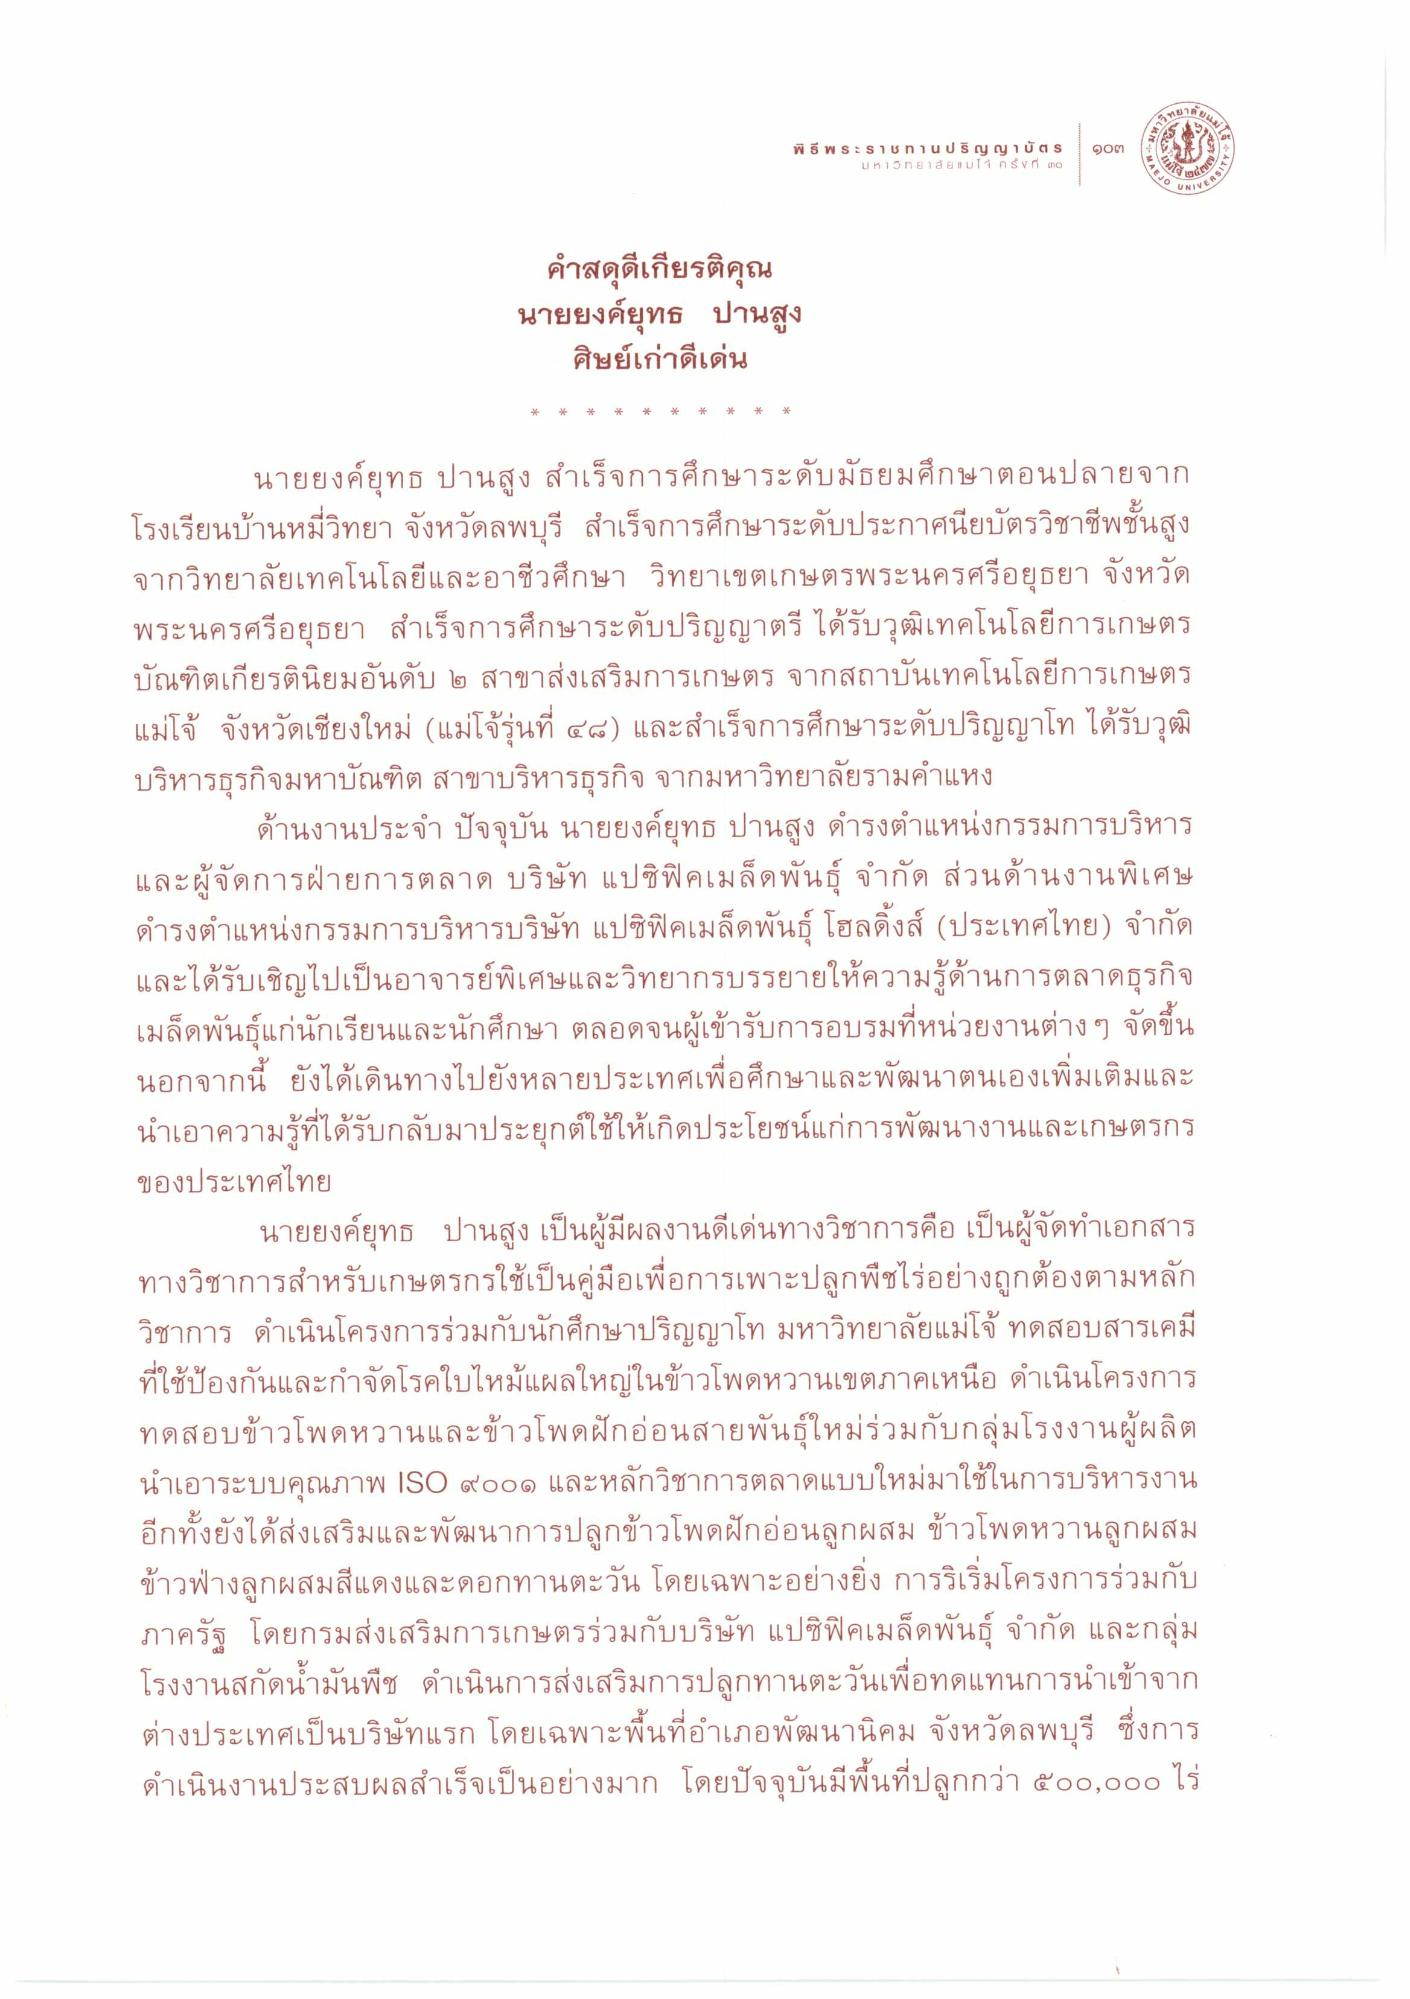 พิธีพระราชทานปริญญาบัตร
มหาวิทยาลัยแม่โจ้ ครั้งที่ ๓๐
๑๐๓
มหาวิทยาลัยแม่โจ้
แม่โจ้ ๒๔๗๗
MAEJO UNIVERSITY
คำสดุดีเกียรติคุณ
นายยงค์ยุทธ ปานสูง
ศิษย์เก่าดีเด่น
* * * * * * * * * *
นายยงค์ยุทธ ปานสูง สำเร็จการศึกษาระดับมัธยมศึกษาตอนปลายจาก
โรงเรียนบ้านหมี่วิทยา จังหวัดลพบุรี สำเร็จการศึกษาระดับประกาศนียบัตรวิชาชีพชั้นสูง
จากวิทยาลัยเทคโนโลยีและอาชีวศึกษา วิทยาเขตเกษตรพระนครศรีอยุธยา จังหวัด
พระนครศรีอยุธยา สำเร็จการศึกษาระดับปริญญาตรี ได้รับวุฒิเทคโนโลยีการเกษตร
บัณฑิตเกียรตินิยมอันดับ ๒ สาขาส่งเสริมการเกษตร จากสถาบันเทคโนโลยีการเกษตร
แม่โจ้ จังหวัดเชียงใหม่ (แม่โจ้รุ่นที่ ๔๘) และสำเร็จการศึกษาระดับปริญญาโท ได้รับวุฒิ
บริหารธุรกิจมหาบัณฑิต สาขาบริหารธุรกิจ จากมหาวิทยาลัยรามคำแหง
ด้านงานประจำ ปัจจุบัน นายยงค์ยุทธ ปานสูง ดำรงตำแหน่งกรรมการบริหาร
และผู้จัดการฝ่ายการตลาด บริษัท แปซิฟิคเมล็ดพันธุ์ จำกัด ส่วนด้านงานพิเศษ
ดำรงตำแหน่งกรรมการบริหารบริษัท แปซิฟิคเมล็ดพันธุ์ โฮลดิ้งส์ (ประเทศไทย) จำกัด
และได้รับเชิญไปเป็นอาจารย์พิเศษและวิทยากรบรรยายให้ความรู้ด้านการตลาดธุรกิจ
เมล็ดพันธุ์แก่นักเรียนและนักศึกษา ตลอดจนผู้เข้ารับการอบรมที่หน่วยงานต่างๆ จัดขึ้น
นอกจากนี้ ยังได้เดินทางไปยังหลายประเทศเพื่อศึกษาและพัฒนาตนเองเพิ่มเติมและ
นำเอาความรู้ที่ได้รับกลับมาประยุกต์ใช้ให้เกิดประโยชน์แก่การพัฒนางานและเกษตรกร
ของประเทศไทย
นายยงค์ยุทธ ปานสูง เป็นผู้มีผลงานดีเด่นทางวิชาการคือ เป็นผู้จัดทำเอกสาร
ทางวิชาการสำหรับเกษตรกรใช้เป็นคู่มือเพื่อการเพาะปลูกพืชไร่อย่างถูกต้องตามหลัก
วิชาการ ดำเนินโครงการร่วมกับนักศึกษาปริญญาโท มหาวิทยาลัยแม่โจ้ ทดสอบสารเคมี
ที่ใช้ป้องกันและกำจัดโรคใบไหม้แผลใหญ่ในข้าวโพดหวานเขตภาคเหนือ ดำเนินโครงการ
ทดสอบข้าวโพดหวานและข้าวโพดฝักอ่อนสายพันธุ์ใหม่ร่วมกับกลุ่มโรงงานผู้ผลิต
นำเอาระบบคุณภาพ ISO ๙๐๐๑ และหลักวิชาการตลาดแบบใหม่มาใช้ในการบริหารงาน
อีกทั้งยังได้ส่งเสริมและพัฒนาการปลูกข้าวโพดฝักอ่อนลูกผสม ข้าวโพดหวานลูกผสม
ข้าวฟ่างลูกผสมสีแดงและดอกทานตะวัน โดยเฉพาะอย่างยิ่ง การริเริ่มโครงการร่วมกับ
ภาครัฐ โดยกรมส่งเสริมการเกษตรร่วมกับบริษัท แปซิฟิคเมล็ดพันธุ์ จำกัด และกลุ่ม
โรงงานสกัดน้ำมันพืช ดำเนินการส่งเสริมการปลูกทานตะวันเพื่อทดแทนการนำเข้าจาก
ต่างประเทศเป็นบริษัทแรก โดยเฉพาะพื้นที่อำเภอพัฒนานิคม จังหวัดลพบุรี ซึ่งการ
ดำเนินงานประสบผลสำเร็จเป็นอย่างมาก โดยปัจจุบันมีพื้นที่ปลูกกว่า ๕๐๐,๐๐๐ ไร่